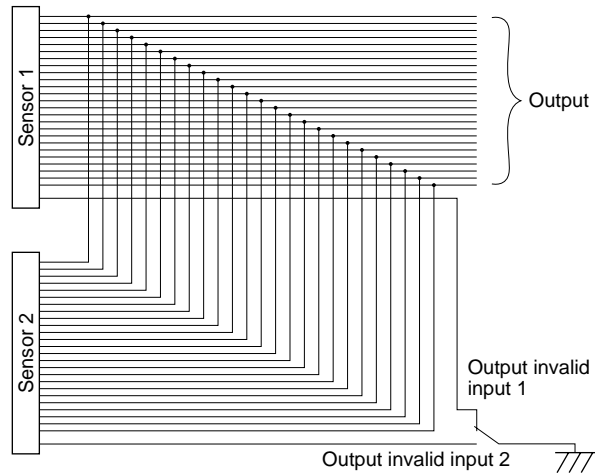 Sensor 1
Output
Sensor 2
Output invalid
input 1
Output invalid input 2